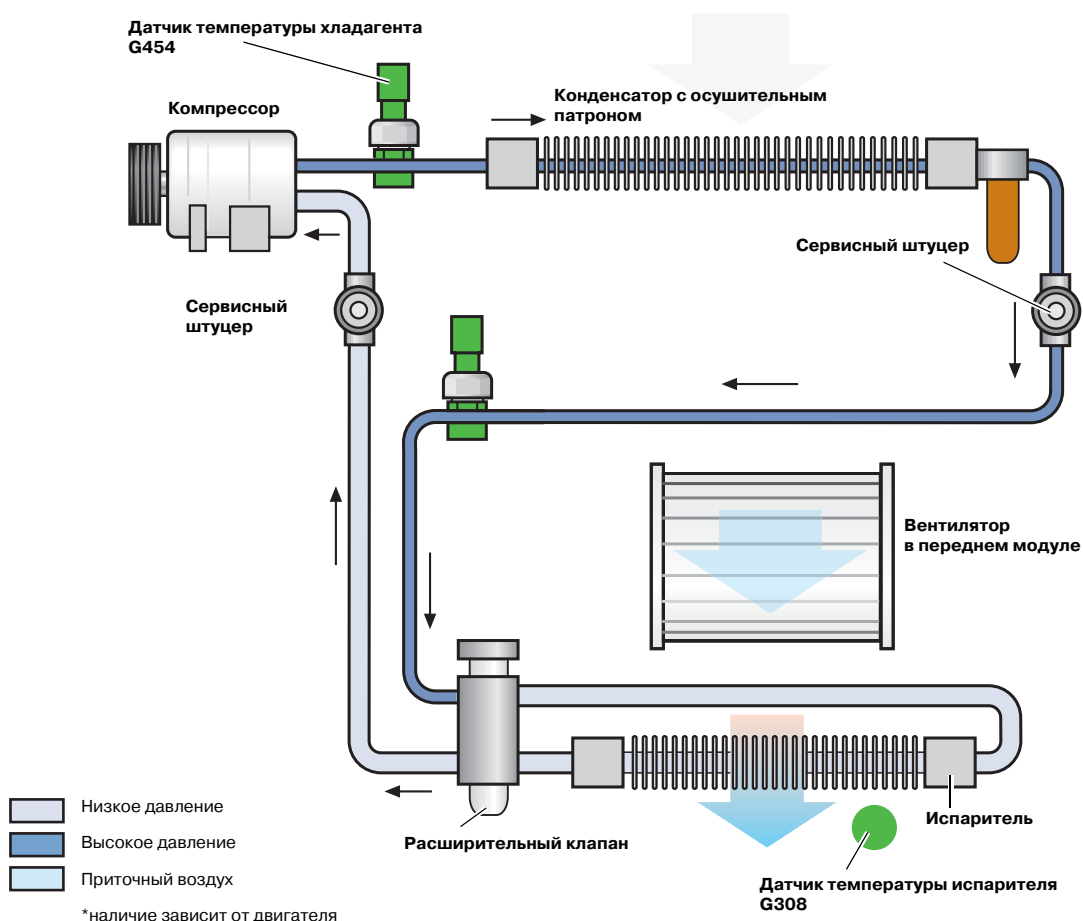 Датчик температуры хладагента
G454
Компрессор
Конденсатор с осушительным
патроном
Сервисный штуцер
Сервисный
штуцер
Вентилятор
в переднем модуле
Низкое давление
Высокое давление
Приточный воздух
*наличие зависит от двигателя
Расширительный клапан
Испаритель
Датчик температуры испарителя
G308